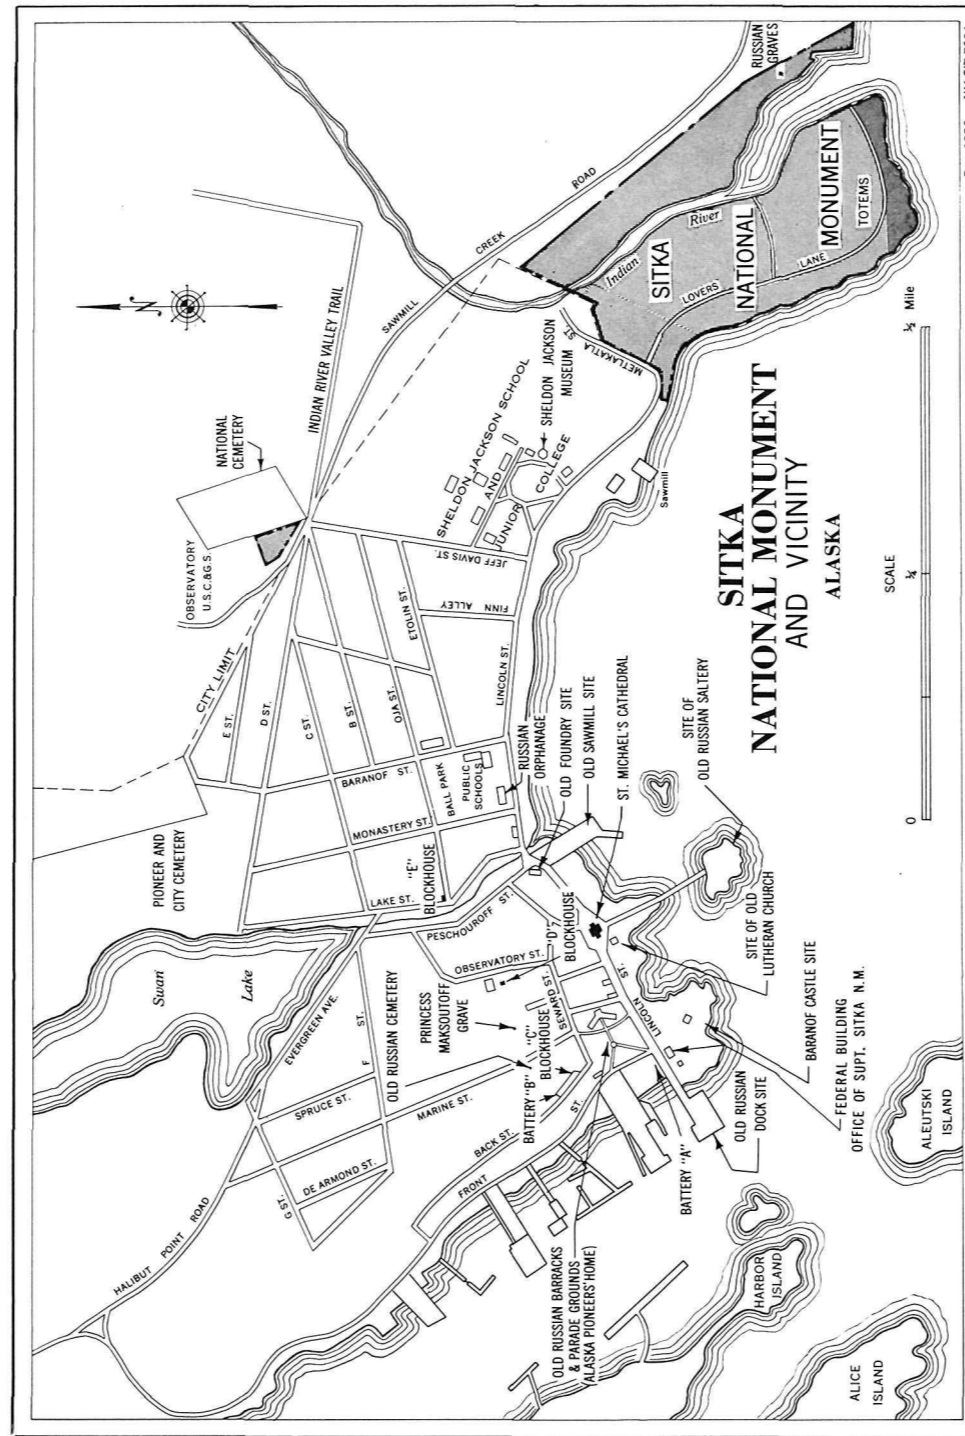 SITKA
NATIONAL MONUMENT
AND VICINITY
ALASKA
SCALE
0
¼
½ Mile
N
HALIBUT POINT ROAD
G ST.
DE ARMOND ST.
SPRUCE ST.
MARINE ST.
F ST.
EVERGREEN AVE.
Swan
Lake
PIONEER AND
CITY CEMETERY
CITY LIMIT
OBSERVATORY
U.S.C.&G.S.
NATIONAL
CEMETERY
INDIAN RIVER VALLEY TRAIL
SAWMILL
CREEK
ROAD
RUSSIAN
GRAVES
E ST.
D ST.
C ST.
B ST.
OJA ST.
ETOLIN ST.
FINN ALLEY
JEFF DAVIS ST.
LINCOLN ST.
BARANOF ST.
MONASTERY ST.
BALL PARK
PUBLIC
SCHOOLS
LAKE ST.
"E"
BLOCKHOUSE
PESCHOUROFF ST.
OBSERVATORY ST.
SEWARD ST.
"D"
BLOCKHOUSE
"C"
BLOCKHOUSE
BATTERY "B"
PRINCESS
MAKSOUTOFF
GRAVE
OLD RUSSIAN CEMETERY
BACK ST.
FRONT
ST.
LINCOLN
ST.
RUSSIAN
ORPHANAGE
OLD FOUNDRY SITE
OLD SAWMILL SITE
ST. MICHAEL'S CATHEDRAL
SITE OF
OLD RUSSIAN SALTERY
SITE OF OLD
LUTHERAN CHURCH
BARANOF CASTLE SITE
FEDERAL BUILDING
OFFICE OF SUPT. SITKA N.M.
OLD RUSSIAN
DOCK SITE
BATTERY "A"
OLD RUSSIAN BARRACKS
& PARADE GROUNDS
(ALASKA PIONEERS' HOME)
SHELDON JACKSON SCHOOL
AND
JUNIOR
COLLEGE
SHELDON JACKSON
MUSEUM
METLAKATLA
ST.
Sawmill
Indian
River
SITKA
NATIONAL
MONUMENT
LOVERS
LANE
TOTEMS
ALEUTSKI
ISLAND
HARBOR
ISLAND
ALICE
ISLAND